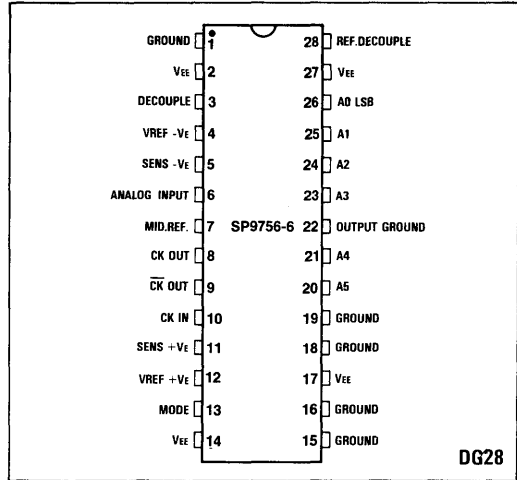 GROUND 1 28 REF.DECOUPLE
VEE 2 27 VEE
DECOUPLE 3 26 A0 LSB
VREF -VE 4 25 A1
SENS -VE 5 24 A2
ANALOG INPUT 6 23 A3
MID.REF. 7 SP9756-6 22 OUTPUT GROUND
CK OUT 8 21 A4
C̅K̅ OUT 9 20 A5
CK IN 10 19 GROUND
SENS +VE 11 18 GROUND
VREF +VE 12 17 VEE
MODE 13 16 GROUND
VEE 14 15 GROUND
DG28